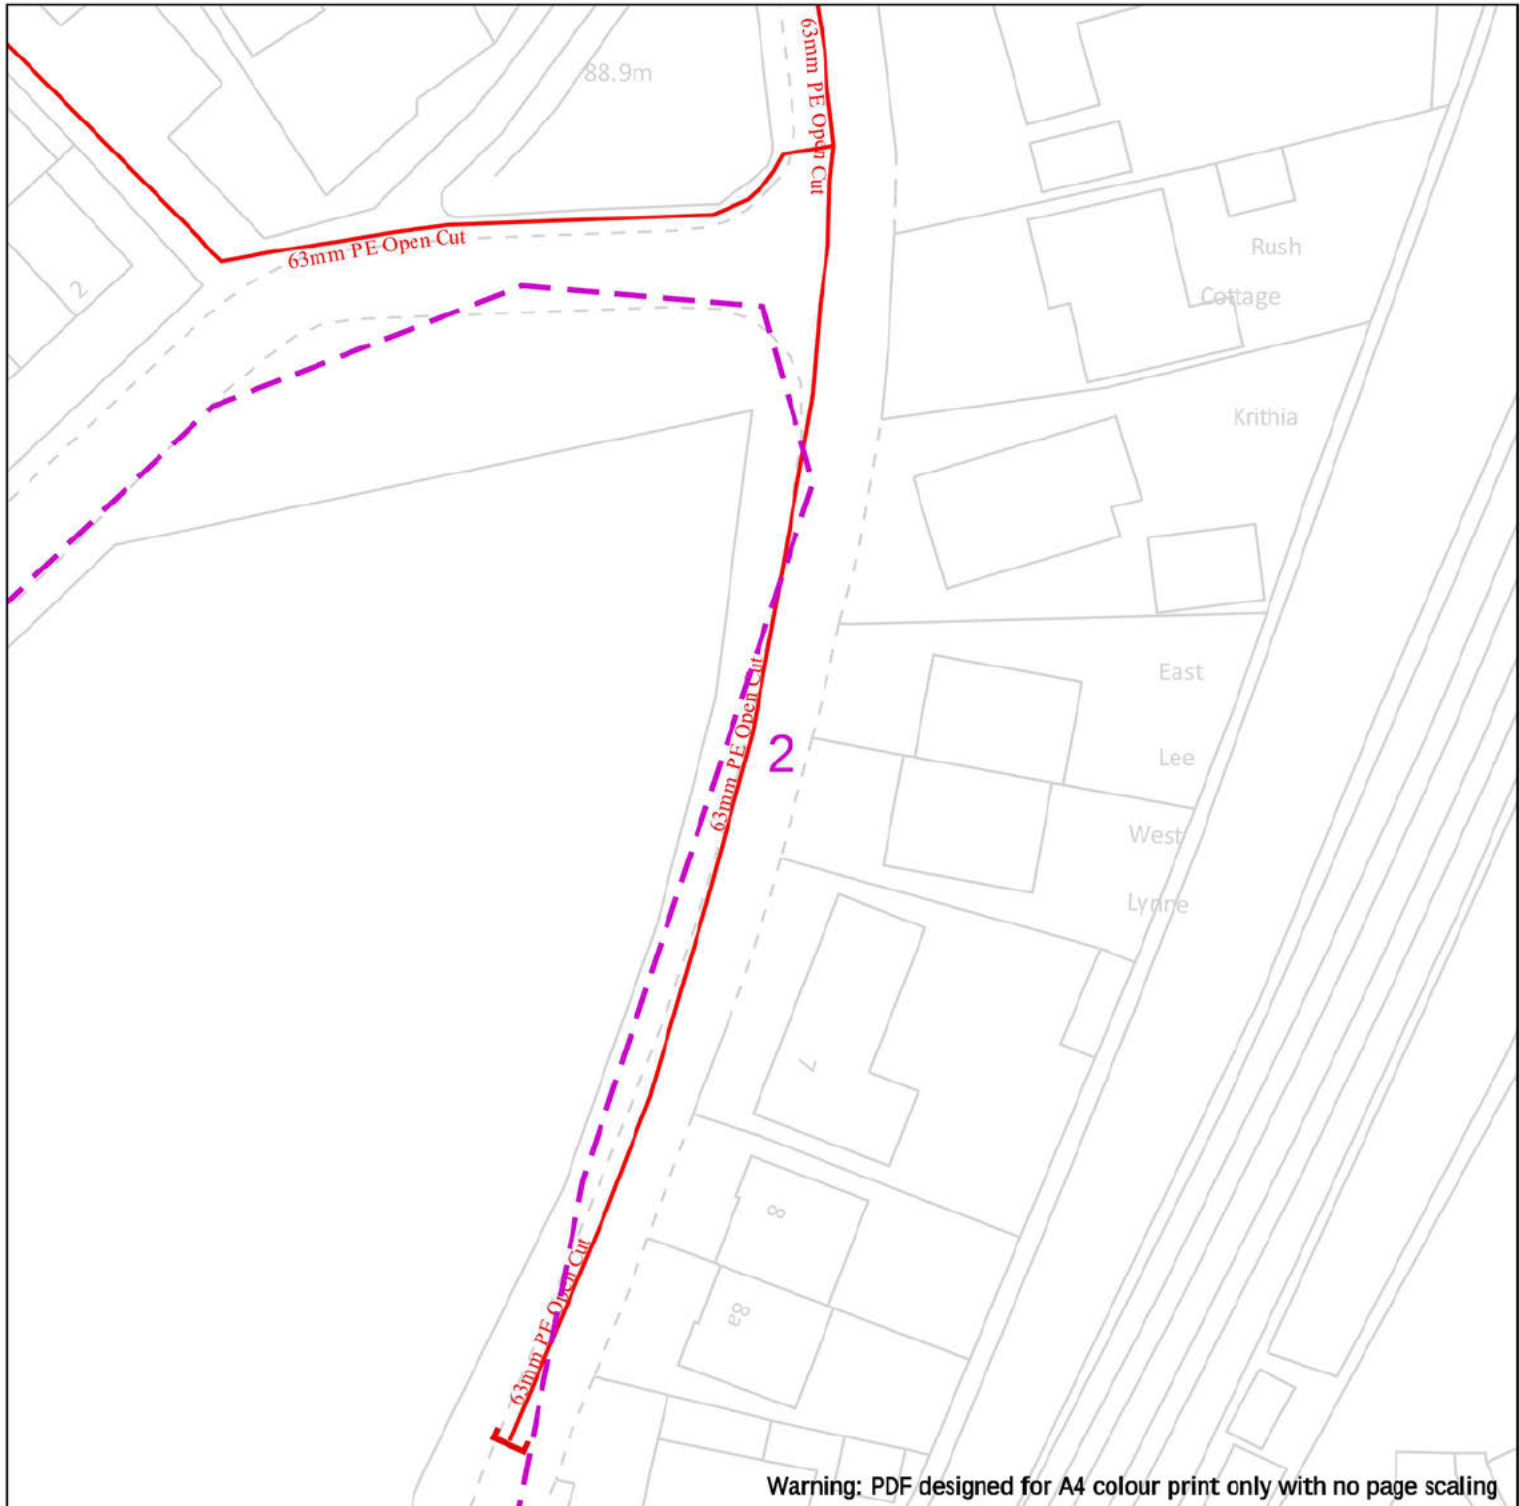 88.9m
63mm PE Open Cut
63mm PE Open Cut
2
Rush
Cottage
Krithia
East
Lee
63mm PE Open Cut
2
West
Lynne
7
8
8a
63mm PE Open Cut
Warning: PDF designed for A4 colour print only with no page scaling